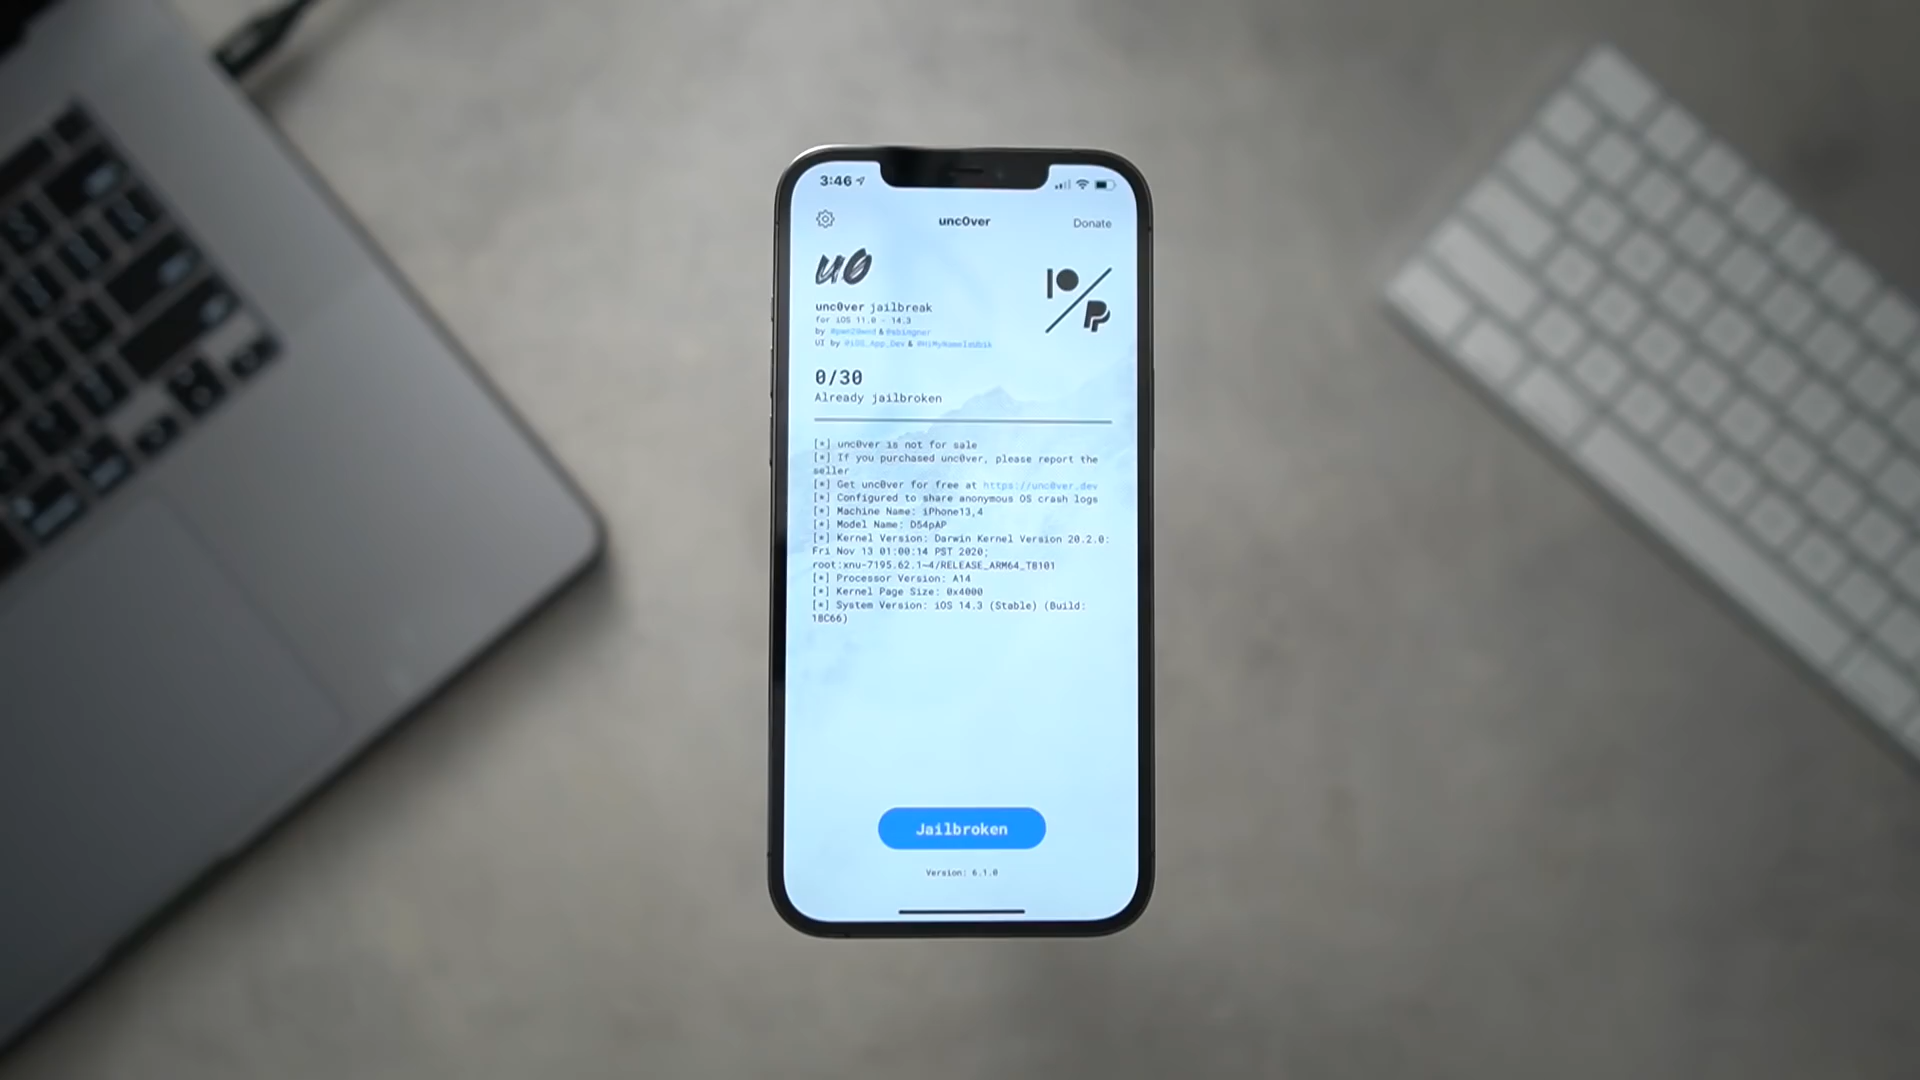 3:46
unc0ver
Donate
u0
unc0ver jailbreak
for iOS 11.0 - 14.3
by @pwn20wnd & @sbingner
UI by @iOS_App_Dev & @HiMyNameIsUbik
0/30
Already jailbroken
[*] unc0ver is not for sale
[*] If you purchased unc0ver, please report the
seller
[*] Get unc0ver for free at https://unc0ver.dev
[*] Configured to share anonymous OS crash logs
[*] Machine Name: iPhone13,4
[*] Model Name: D54pAP
[*] Kernel Version: Darwin Kernel Version 20.2.0:
Fri Nov 13 01:00:14 PST 2020;
root:xnu-7195.62.1~4/RELEASE_ARM64_T8101
[*] Processor Version: A14
[*] Kernel Page Size: 0x4000
[*] System Version: iOS 14.3 (Stable) (Build:
18C66)
Jailbroken
Version: 6.1.0